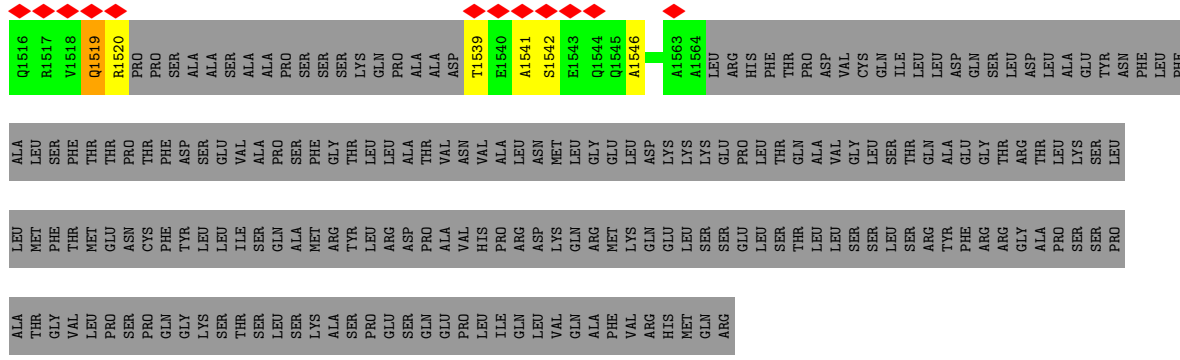 Q1516 R1517 V1518 Q1519 R1520 PRO PRO SER ALA ALA SER ALA ALA PRO SER SER SER LYS GLN PRO ALA ALA ASP T1539 E1540 A1541 S1542 E1543 Q1544 Q1545 A1546 A1563 A1564 LEU ARG HIS PHE THR PRO ASP VAL CYS GLN ILE LEU LEU ASP GLN SER LEU ASP LEU ALA GLU TYR ASN PHE LEU PHE
ALA LEU SER PHE THR THR PRO THR PHE ASP SER GLU VAL ALA PRO SER PHE GLY THR LEU LEU ALA THR VAL ASN VAL ALA LEU ASN MET LEU GLY GLU LEU ASP LYS LYS LYS GLU PRO LEU THR GLN ALA VAL GLY LEU SER THR GLN ALA GLU GLY THR ARG THR LEU LYS SER LEU
LEU MET PHE THR MET GLU ASN CYS PHE TYR LEU LEU ILE SER GLN ALA MET ARG TYR LEU ARG ASP PRO ALA VAL HIS PRO ARG ASP LYS GLN ARG MET LYS GLN GLU LEU SER SER GLU LEU SER THR LEU LEU SER SER LEU SER ARG TYR PHE ARG ARG GLY ALA PRO SER SER PRO
ALA THR GLY VAL LEU PRO SER PRO GLN GLY LYS SER THR SER LEU SER LYS ALA SER PRO GLU SER GLN GLU PRO LEU ILE GLN LEU VAL GLN ALA PHE VAL ARG HIS MET GLN ARG